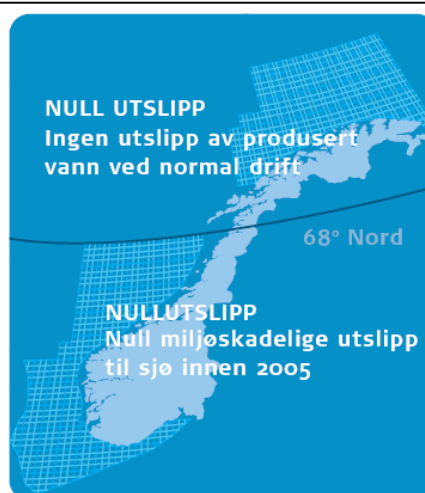 NULL UTSLIPP
Ingen utslipp av produsert
vann ved normal drift
68° Nord
NULLUTSLIPP
Null miljøskadelige utslipp
til sjø innen 2005